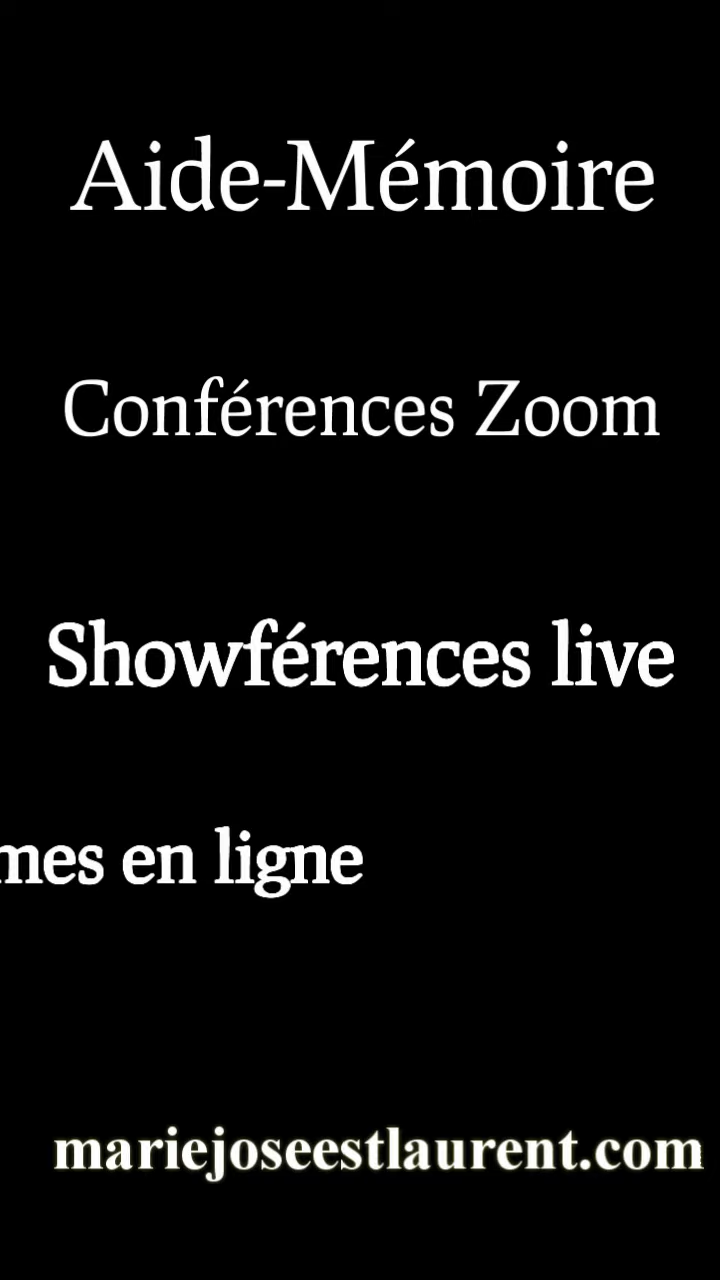 Aide-Mémoire
Conférences Zoom
Showférences live
mes en ligne
mariejoseestlaurent.com